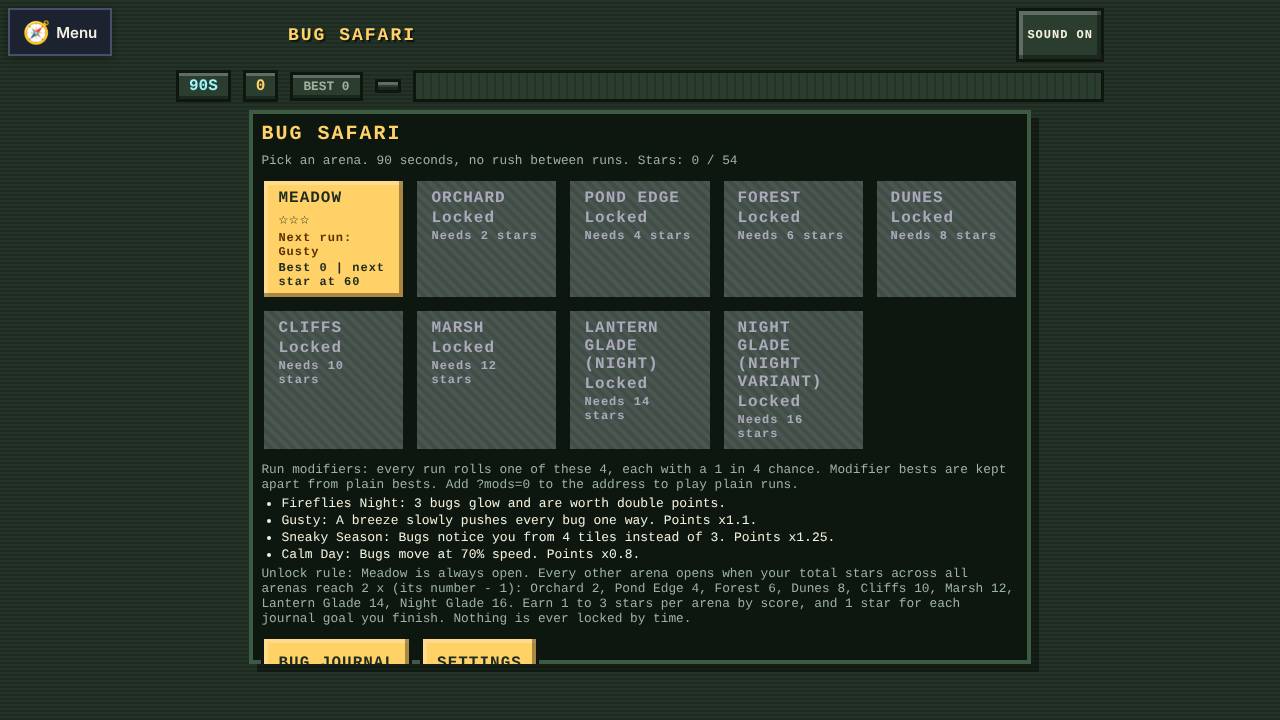 Menu
BUG SAFARI
SOUND ON
90S
0
BEST 0
BUG SAFARI
Pick an arena. 90 seconds, no rush between runs. Stars: 0 / 54
MEADOW
☆☆☆
Next run:
Gusty
Best 0 | next
star at 60
ORCHARD
Locked
Needs 2 stars
POND EDGE
Locked
Needs 4 stars
FOREST
Locked
Needs 6 stars
DUNES
Locked
Needs 8 stars
CLIFFS
Locked
Needs 10
stars
MARSH
Locked
Needs 12
stars
LANTERN
GLADE
(NIGHT)
Locked
Needs 14
stars
NIGHT
GLADE
(NIGHT
VARIANT)
Locked
Needs 16
stars
Run modifiers: every run rolls one of these 4, each with a 1 in 4 chance. Modifier bests are kept
apart from plain bests. Add ?mods=0 to the address to play plain runs.
• Fireflies Night: 3 bugs glow and are worth double points.
• Gusty: A breeze slowly pushes every bug one way. Points x1.1.
• Sneaky Season: Bugs notice you from 4 tiles instead of 3. Points x1.25.
• Calm Day: Bugs move at 70% speed. Points x0.8.
Unlock rule: Meadow is always open. Every other arena opens when your total stars across all
arenas reach 2 x (its number - 1): Orchard 2, Pond Edge 4, Forest 6, Dunes 8, Cliffs 10, Marsh 12,
Lantern Glade 14, Night Glade 16. Earn 1 to 3 stars per arena by score, and 1 star for each
journal goal you finish. Nothing is ever locked by time.
BUG JOURNAL
SETTINGS